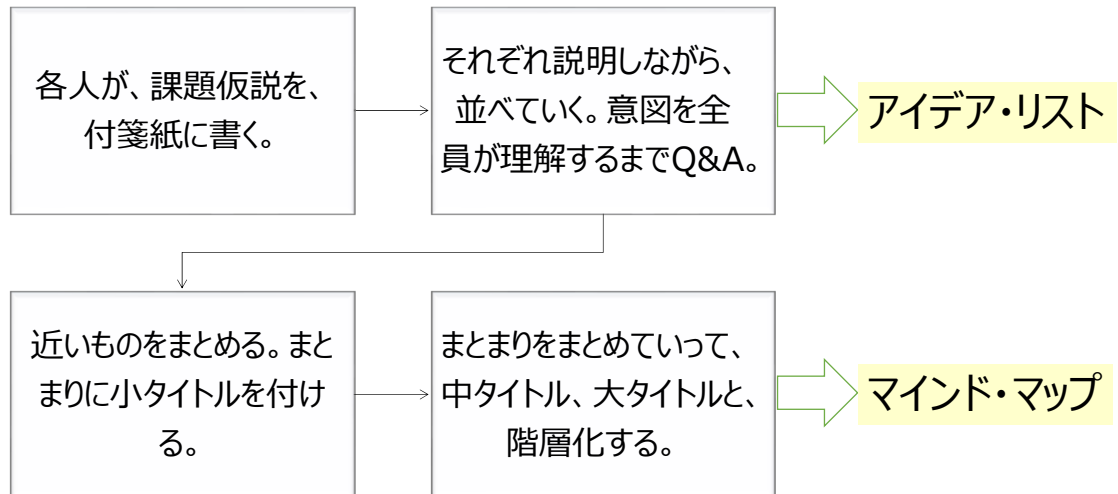 各人が、課題仮説を、
付箋紙に書く。
それぞれ説明しながら、
並べていく。意図を全
員が理解するまでQ&A。
アイデア・リスト
近いものをまとめる。まと
まりに小タイトルを付け
る。
まとまりをまとめていって、
中タイトル、大タイトルと、
階層化する。
マインド・マップ